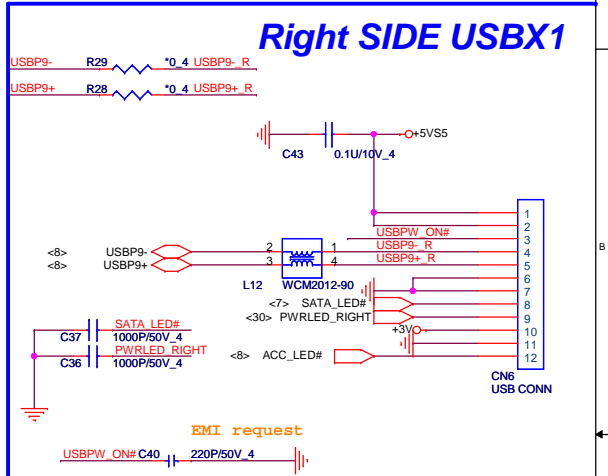 Right SIDE USBX1
USBP9- R29 *0_4 USBP9-_R
USBP9+ R28 *0_4 USBP9+_R
+5VS5
C43 0.1U/10V_4
1
2
USBPW_ON# 3
<8> USBP9- 2 1 USBP9-_R 4
<8> USBP9+ 3 4 USBP9+_R 5
6
L12 WCM2012-90 7
<7> SATA_LED# 8
<30> PWRLED_RIGHT 9
+3V 10
11
<8> ACC_LED# 12
CN6
USB CONN
SATA_LED#
C37 1000P/50V_4
PWRLED_RIGHT
C36 1000P/50V_4
EMI request
USBPW_ON# C40 220P/50V_4
B